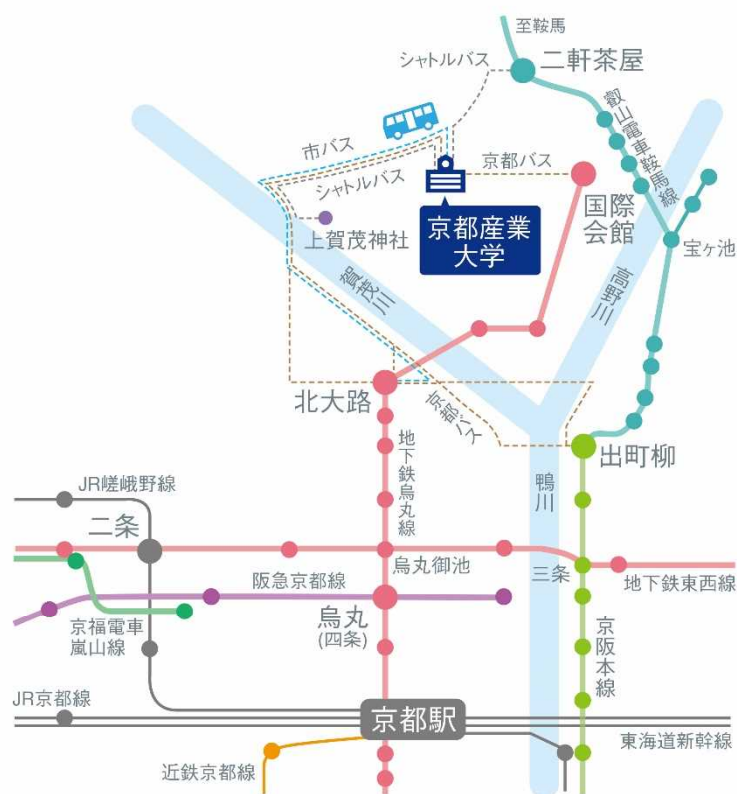 至鞍馬
シャトルバス
二軒茶屋
叡山電車鞍馬線
市バス
シャトルバス
京都バス
国際
会館
上賀茂神社
京都産業
大学
宝ヶ池
賀茂川
高野川
北大路
京都バス
出町柳
地下鉄烏丸線
鴨川
JR嵯峨野線
二条
烏丸御池
三条
地下鉄東西線
阪急京都線
烏丸
(四条)
京福電車
嵐山線
京阪本線
JR京都線
京都駅
東海道新幹線
近鉄京都線